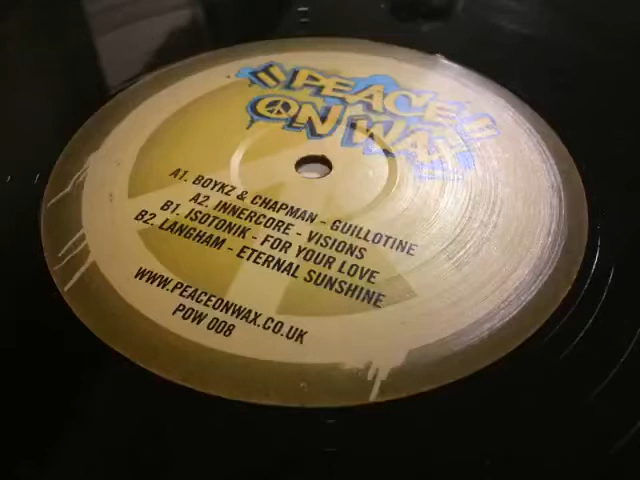 "PEACE
ON WAX"
A1. BOYKZ & CHAPMAN - GUILLOTINE
A2. INNERCORE - VISIONS
B1. ISOTONIK - FOR YOUR LOVE
B2. LANGHAM - ETERNAL SUNSHINE
WWW.PEACEONWAX.CO.UK
POW 008